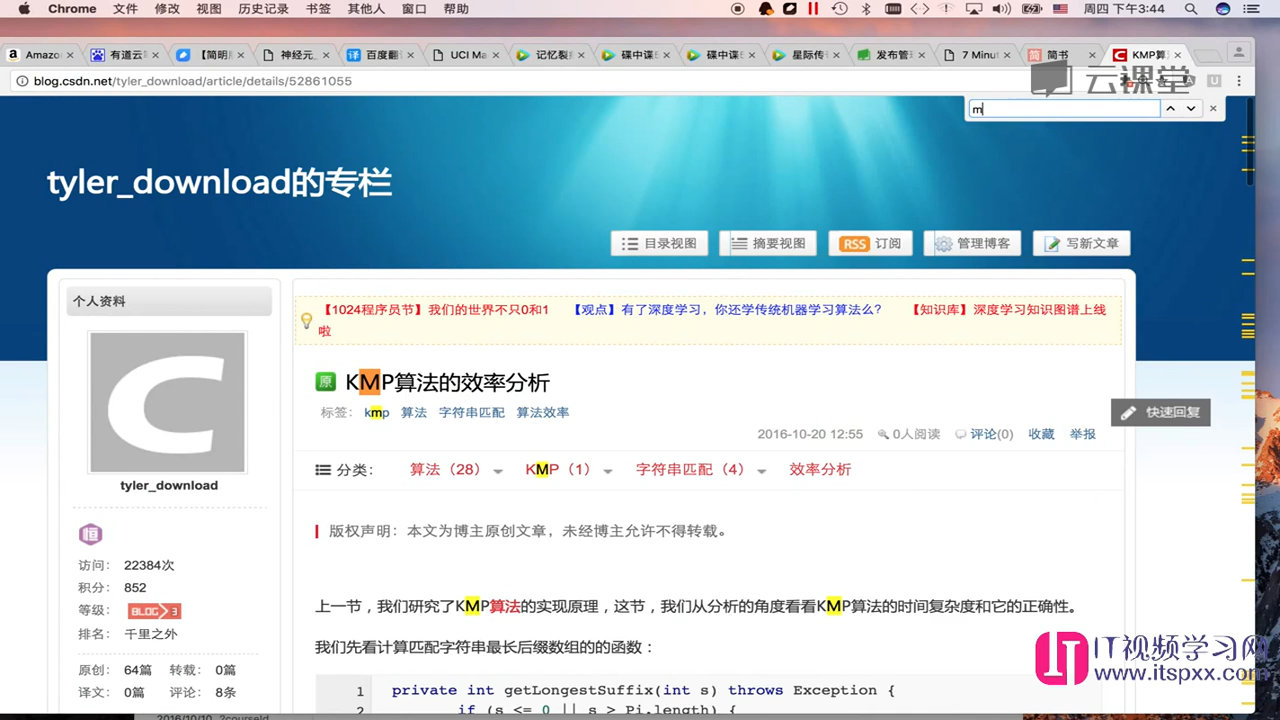 Chrome 文件 修改 视图 历史记录 书签 其他人 窗口 帮助 周四 下午3:44
Amazo 有道云 【简明 神经元 百度翻 UCI Ma 记忆裂 碟中谍5 碟中谍5 星际传 发布管 7 Minut 简书 KMP算
blog.csdn.net/tyler_download/article/details/52861055
云课堂
m
tyler_download的专栏
目录视图 摘要视图 RSS 订阅 管理博客 写新文章
个人资料
【1024程序员节】我们的世界不只0和1 【观点】有了深度学习，你还学传统机器学习算法么？ 【知识库】深度学习知识图谱上线
啦
原 KMP算法的效率分析
标签： kmp 算法 字符串匹配 算法效率
快速回复
2016-10-20 12:55 0人阅读 评论(0) 收藏 举报
分类： 算法（28） KMP（1） 字符串匹配（4） 效率分析
tyler_download
版权声明：本文为博主原创文章，未经博主允许不得转载。
访问： 22384次
积分： 852
等级： BLOG 3
排名： 千里之外
上一节，我们研究了KMP算法的实现原理，这节，我们从分析的角度看看KMP算法的时间复杂度和它的正确性。
我们先看计算匹配字符串最长后缀数组的的函数：
原创： 64篇 转载： 0篇
译文： 0篇 评论： 8条
1 private int getLongestSuffix(int s) throws Exception {
2 if (s <= 0 || s > Pi.length) {
IT IT视频学习网
www.itspxx.com